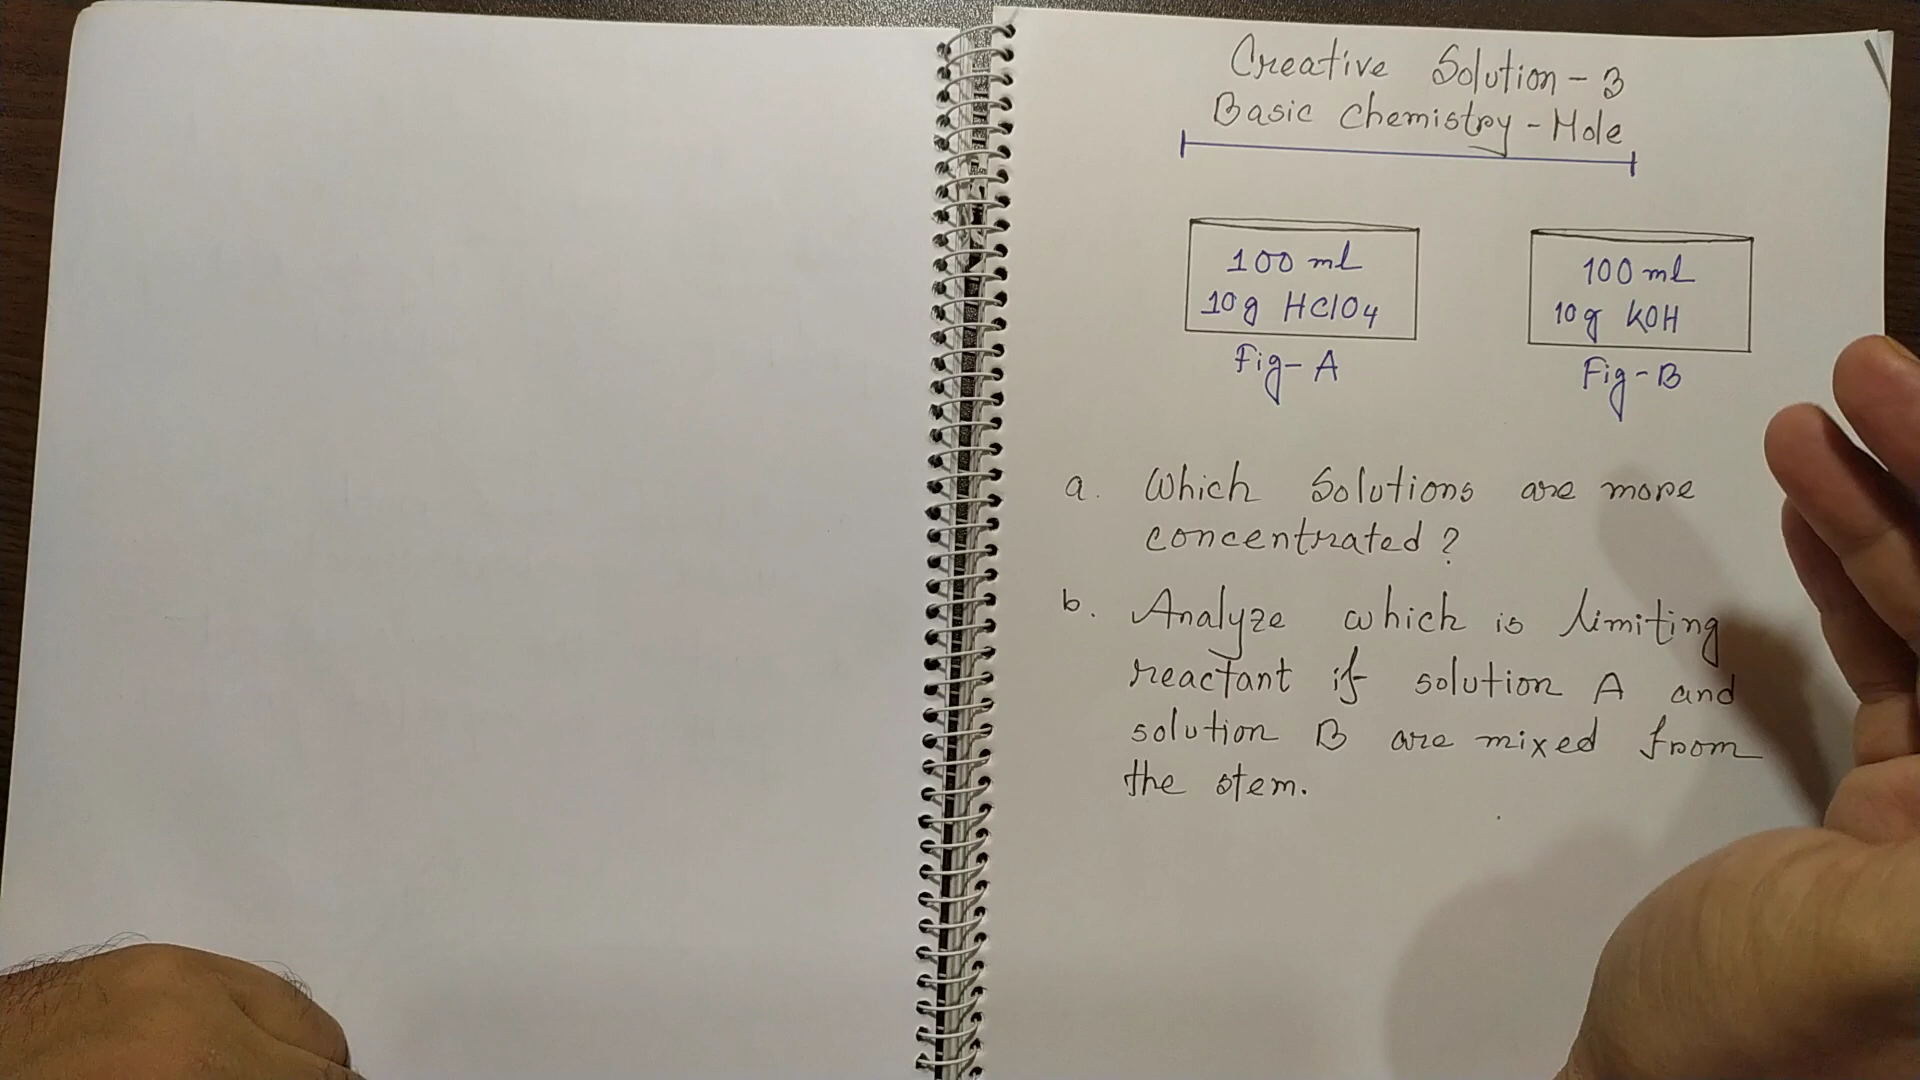 Creative Solution - 3
Basic Chemistry - Mole
100 ml
10g HClO4
Fig- A
100 ml
10g KOH
Fig- B
a. Which Solutions are more
concentrated?
b. Analyze which is limiting
reactant if solution A and
solution B are mixed from
the stem.